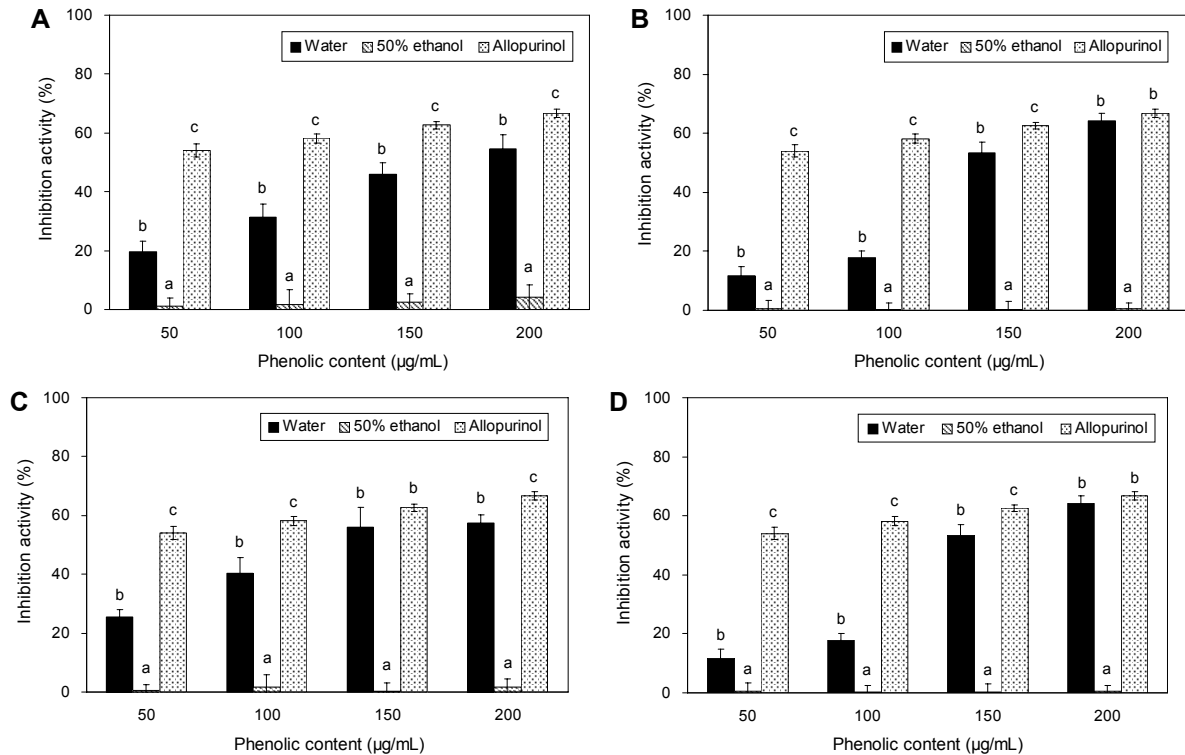 A
Inhibition activity (%)
100
80
60
40
20
0
Water 50% ethanol Allopurinol
b a c
b a c
b a c
b a c
50 100 150 200
Phenolic content (µg/mL)
B
Inhibition activity (%)
100
80
60
40
20
0
Water 50% ethanol Allopurinol
b a c
b a c
b a c
b a b
50 100 150 200
Phenolic content (µg/mL)
C
Inhibition activity (%)
100
80
60
40
20
0
Water 50% ethanol Allopurinol
b a c
b a c
b a b
b a c
50 100 150 200
Phenolic content (µg/mL)
D
Inhibition activity (%)
100
80
60
40
20
0
Water 50% ethanol Allopurinol
b a c
b a c
b a c
b a b
50 100 150 200
Phenolic content (µg/mL)